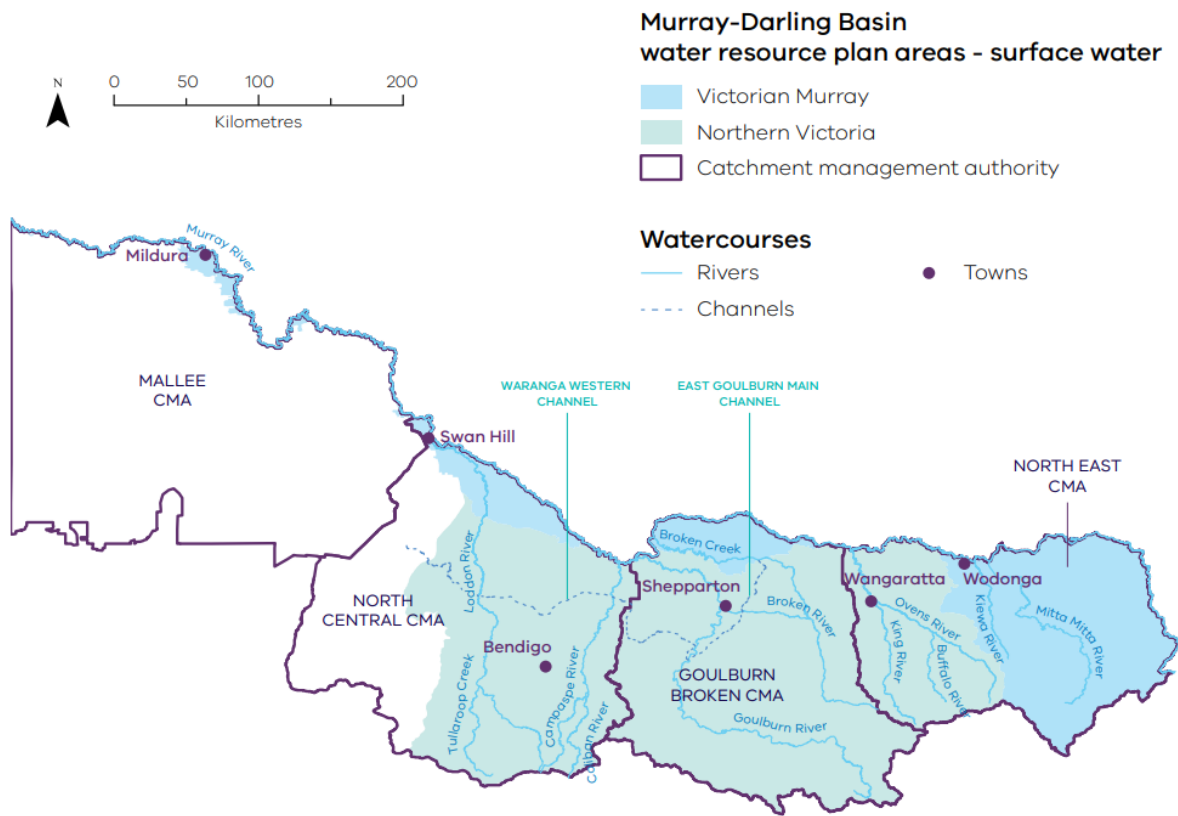 Murray-Darling Basin
water resource plan areas - surface water
N
0 50 100 200
Kilometres
Victorian Murray
Northern Victoria
Catchment management authority
Watercourses
Rivers
Towns
Channels
Murray River
Mildura
MALLEE
CMA
WARANGA WESTERN
CHANNEL
EAST GOULBURN MAIN
CHANNEL
Swan Hill
NORTH EAST
CMA
Broken Creek
Loddon River
Shepparton
Wangaratta
Wodonga
NORTH
CENTRAL CMA
Broken River
Ovens River
Kiewa River
Mitta Mitta River
King River
Buffalo River
Bendigo
GOULBURN
BROKEN CMA
Tullaroop Creek
Campaspe River
Coliban River
Goulburn River